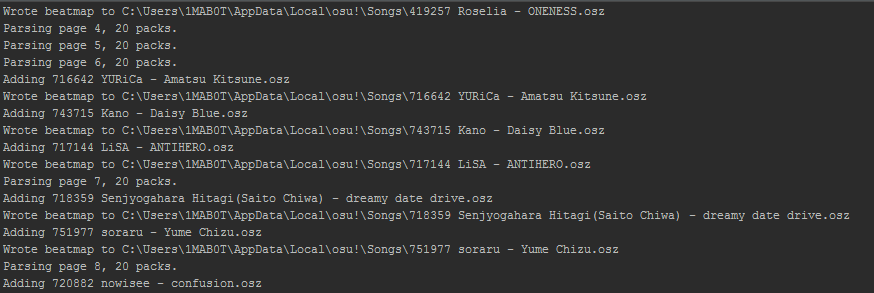 Wrote beatmap to C:\Users\1MAB0T\AppData\Local\osu!\Songs\419257 Roselia - ONENESS.osz
Parsing page 4, 20 packs.
Parsing page 5, 20 packs.
Parsing page 6, 20 packs.
Adding 716642 YURiCa - Amatsu Kitsune.osz
Wrote beatmap to C:\Users\1MAB0T\AppData\Local\osu!\Songs\716642 YURiCa - Amatsu Kitsune.osz
Adding 743715 Kano - Daisy Blue.osz
Wrote beatmap to C:\Users\1MAB0T\AppData\Local\osu!\Songs\743715 Kano - Daisy Blue.osz
Adding 717144 LiSA - ANTIHERO.osz
Wrote beatmap to C:\Users\1MAB0T\AppData\Local\osu!\Songs\717144 LiSA - ANTIHERO.osz
Parsing page 7, 20 packs.
Adding 718359 Senjyogahara Hitagi(Saito Chiwa) - dreamy date drive.osz
Wrote beatmap to C:\Users\1MAB0T\AppData\Local\osu!\Songs\718359 Senjyogahara Hitagi(Saito Chiwa) - dreamy date drive.osz
Adding 751977 soraru - Yume Chizu.osz
Wrote beatmap to C:\Users\1MAB0T\AppData\Local\osu!\Songs\751977 soraru - Yume Chizu.osz
Parsing page 8, 20 packs.
Adding 720882 nowisee - confusion.osz